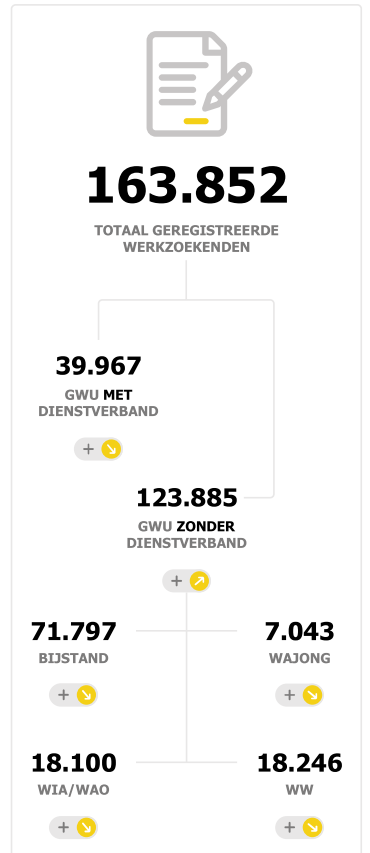 163.852
TOTAAL GEREGISTREERDE
WERKZOEKENDEN
39.967
GWU MET
DIENSTVERBAND
123.885
GWU ZONDER
DIENSTVERBAND
71.797
BIJSTAND
7.043
WAJONG
18.100
WIA/WAO
18.246
WW